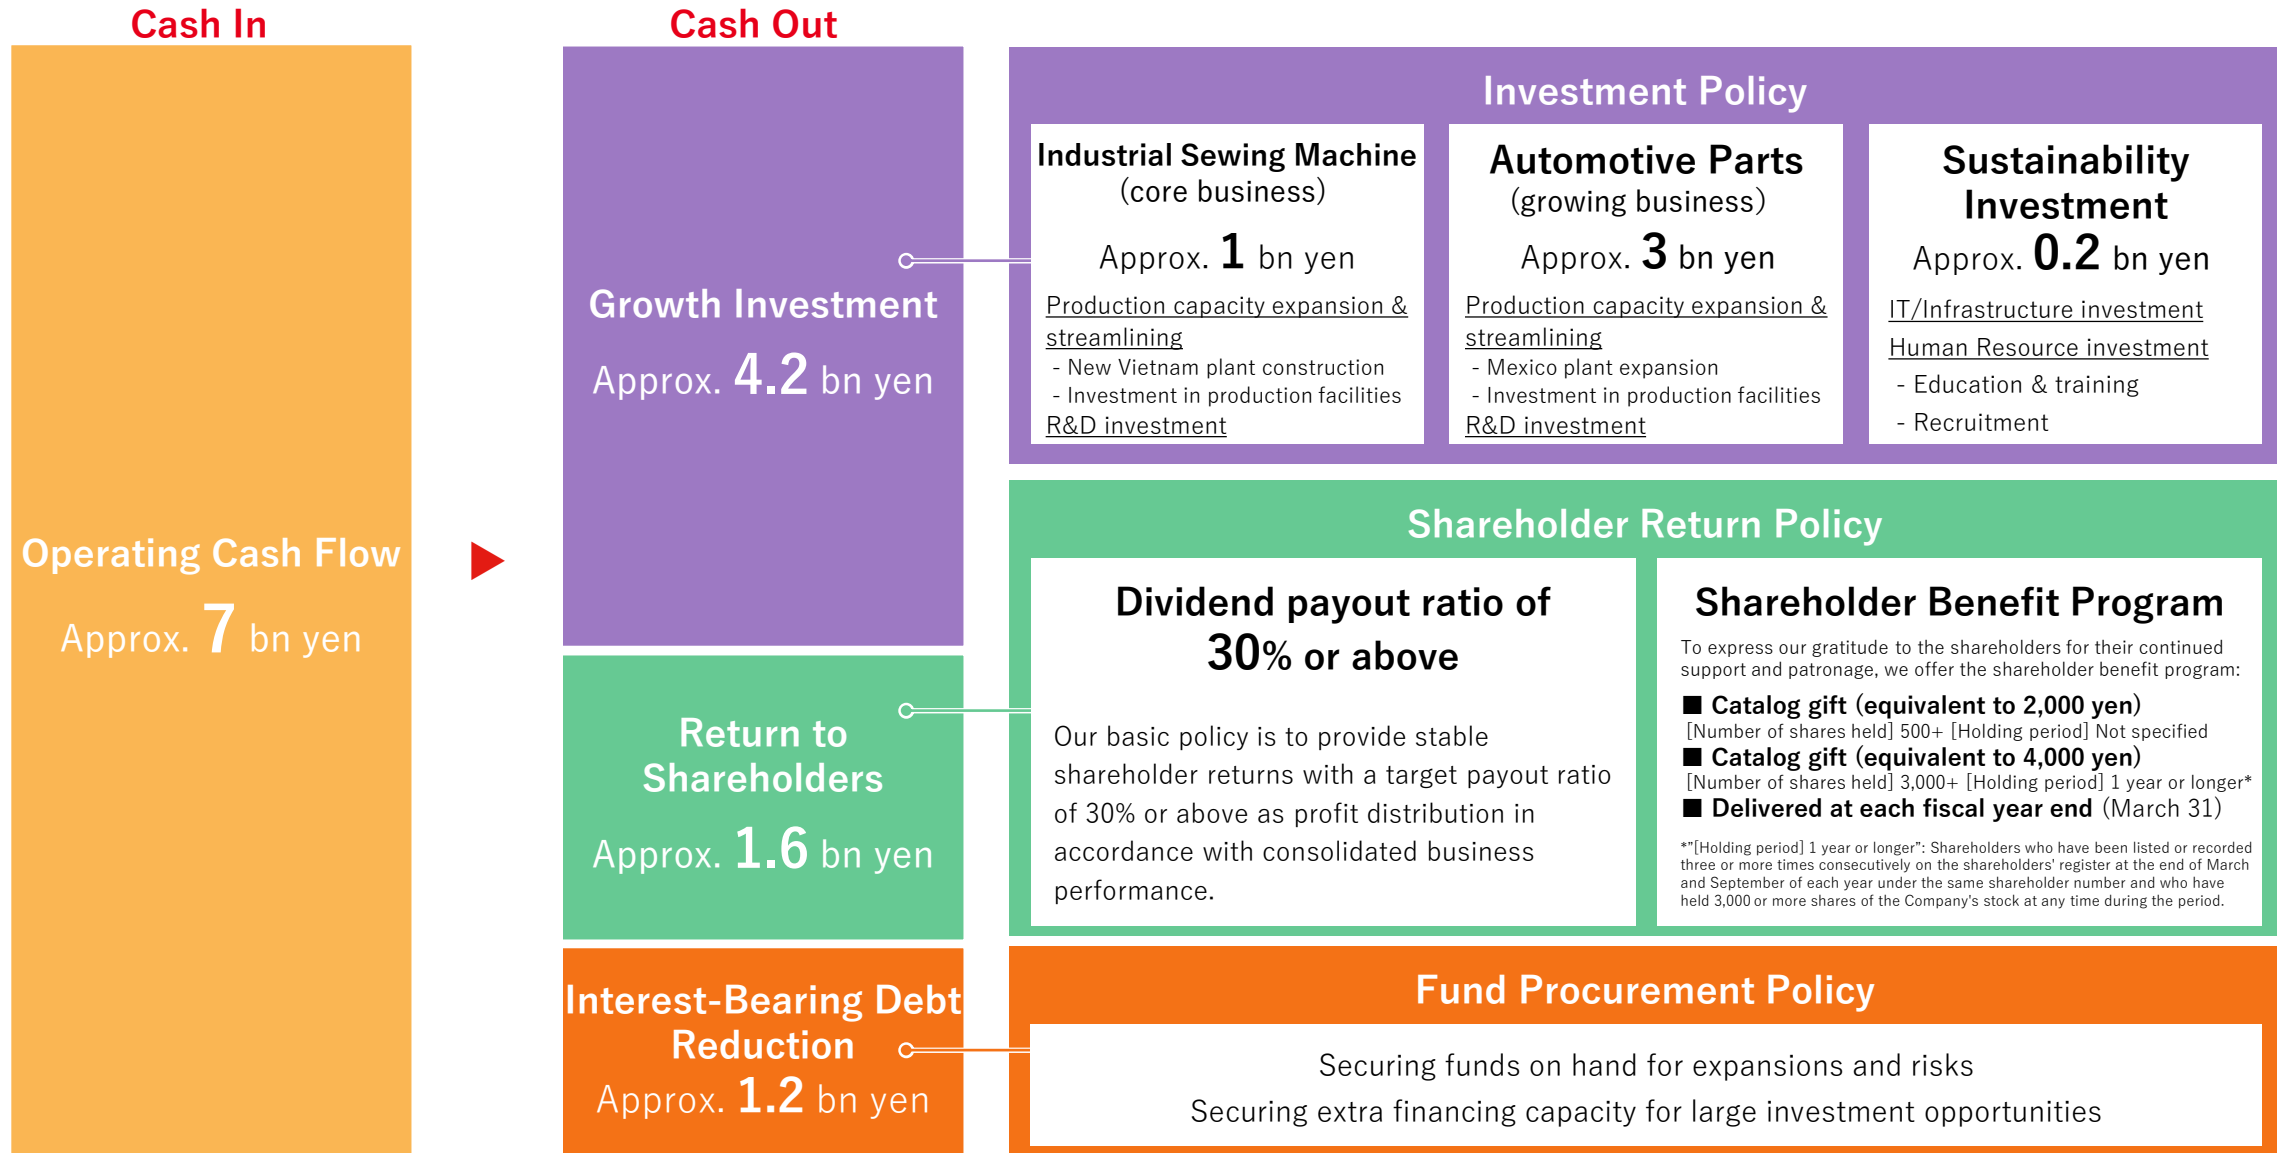 Cash In
Operating Cash Flow
Approx. 7 bn yen
Cash Out
Growth Investment
Approx. 4.2 bn yen
Return to
Shareholders
Approx. 1.6 bn yen
Interest-Bearing Debt
Reduction
Approx. 1.2 bn yen
Investment Policy
Industrial Sewing Machine
(core business)
Approx. 1 bn yen
Production capacity expansion &
streamlining
- New Vietnam plant construction
- Investment in production facilities
R&D investment
Automotive Parts
(growing business)
Approx. 3 bn yen
Production capacity expansion &
streamlining
- Mexico plant expansion
- Investment in production facilities
R&D investment
Sustainability
Investment
Approx. 0.2 bn yen
IT/Infrastructure investment
Human Resource investment
- Education & training
- Recruitment
Shareholder Return Policy
Dividend payout ratio of
30% or above
Our basic policy is to provide stable
shareholder returns with a target payout ratio
of 30% or above as profit distribution in
accordance with consolidated business
performance.
Shareholder Benefit Program
To express our gratitude to the shareholders for their continued
support and patronage, we offer the shareholder benefit program:
■ Catalog gift (equivalent to 2,000 yen)
[Number of shares held] 500+ [Holding period] Not specified
■ Catalog gift (equivalent to 4,000 yen)
[Number of shares held] 3,000+ [Holding period] 1 year or longer*
■ Delivered at each fiscal year end (March 31)
*"[Holding period] 1 year or longer": Shareholders who have been listed or recorded
three or more times consecutively on the shareholders' register at the end of March
and September of each year under the same shareholder number and who have
held 3,000 or more shares of the Company's stock at any time during the period.
Fund Procurement Policy
Securing funds on hand for expansions and risks
Securing extra financing capacity for large investment opportunities